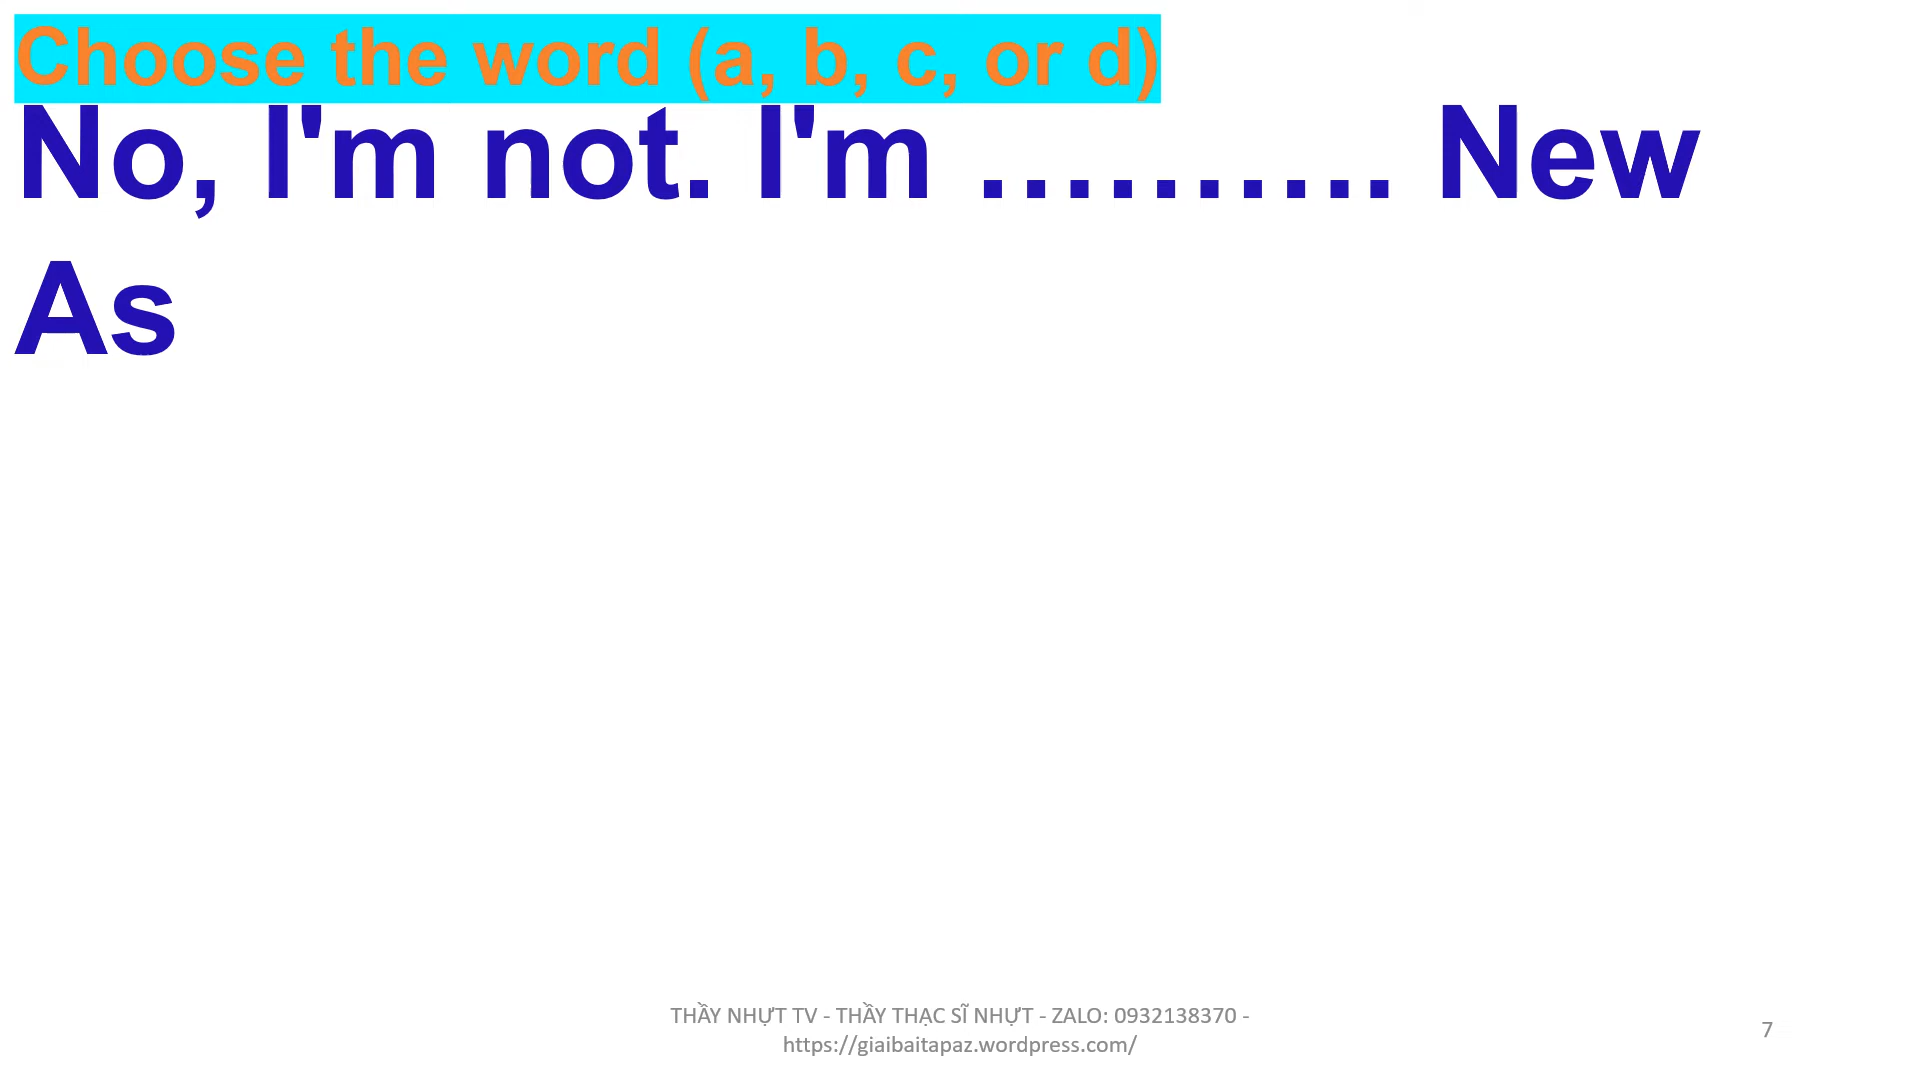 Choose the word (a, b, c, or d)
No, I'm not. I'm .......... New
As
THẦY NHỰT TV - THẦY THẠC SĨ NHỰT - ZALO: 0932138370 -
https://giaibaitapaz.wordpress.com/
7